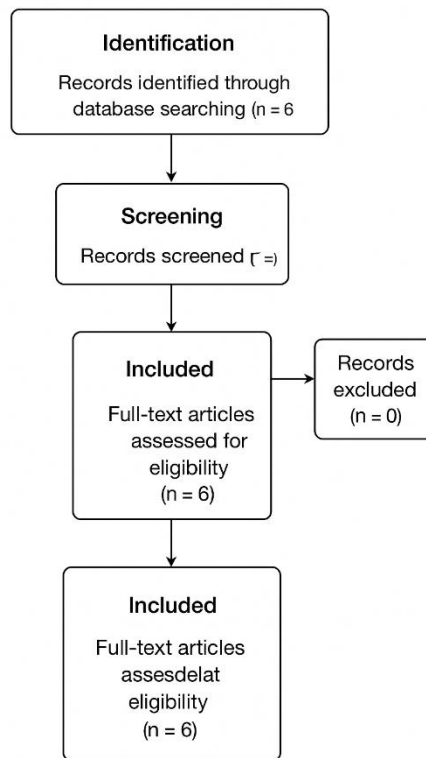 Identification
Records identified through
database searching (n = 6
Screening
Records screened
Included
Full-text articles
assessed for
eligibility
(n = 6)
Records
excluded
(n = 0)
Included
Full-text articles
assesdelat
eligibility
(n = 6)